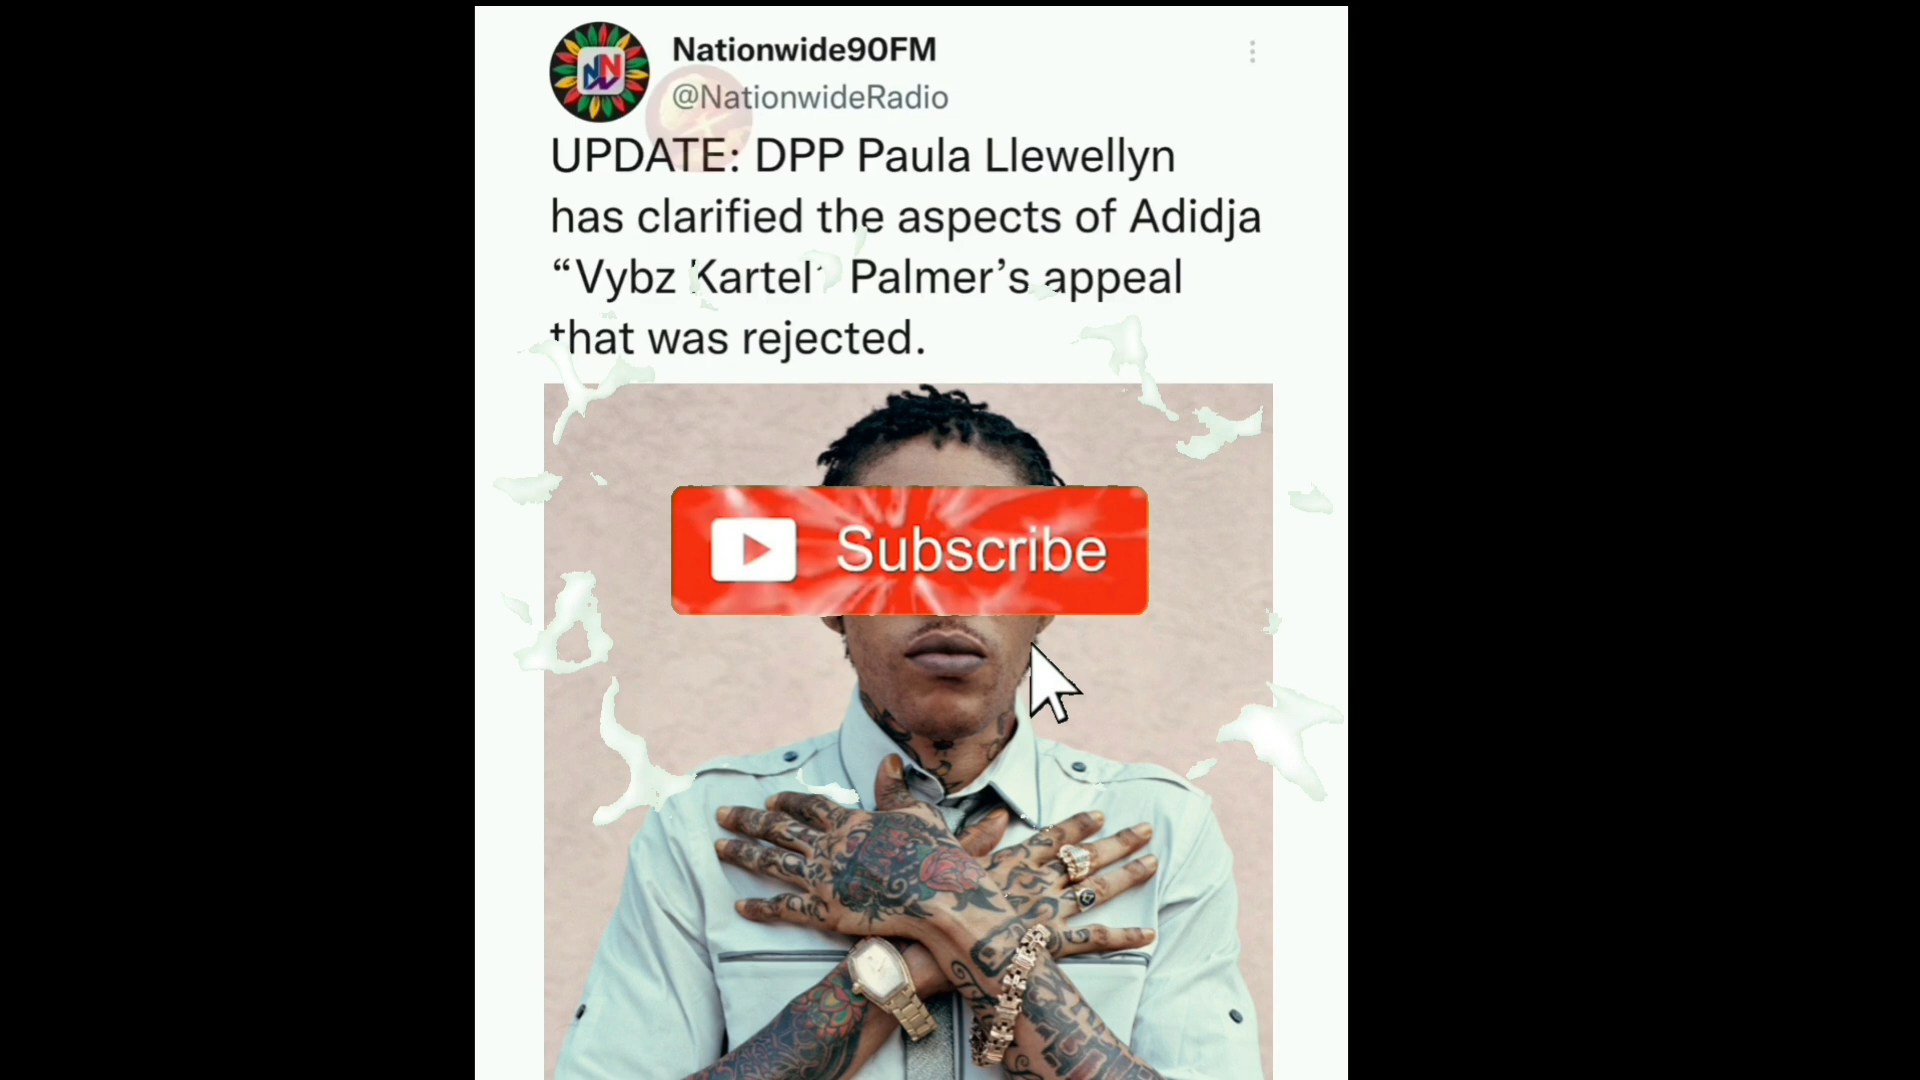 Nationwide90FM
@NationwideRadio
UPDATE: DPP Paula Llewellyn
has clarified the aspects of Adidja
“Vybz Kartel” Palmer’s appeal
that was rejected.
Subscribe